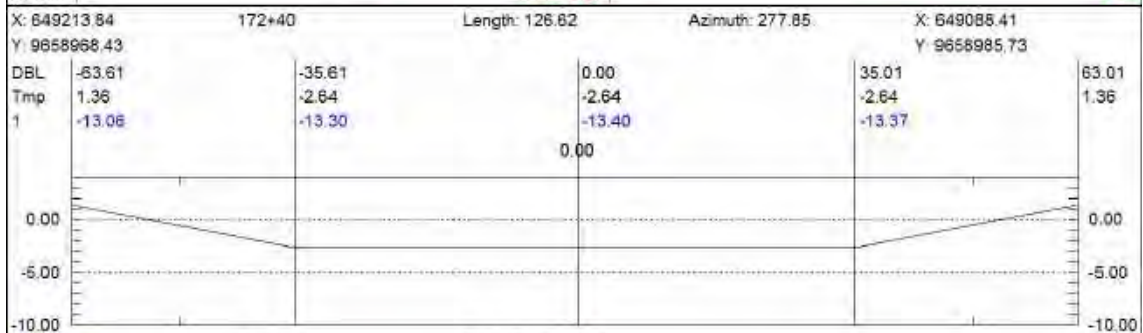 X: 649213.84 172+40 Length: 126.62 Azimuth: 277.85 X: 649088.41
Y: 9658968.43 Y: 9658985.73
DBL -63.61 -35.61 0.00 35.01 63.01
Tmp 1.36 -2.64 -2.64 -2.64 1.36
1 -13.06 -13.30 -13.40 -13.37
0.00
0.00 0.00
-5.00 -5.00
-10.00 -10.00